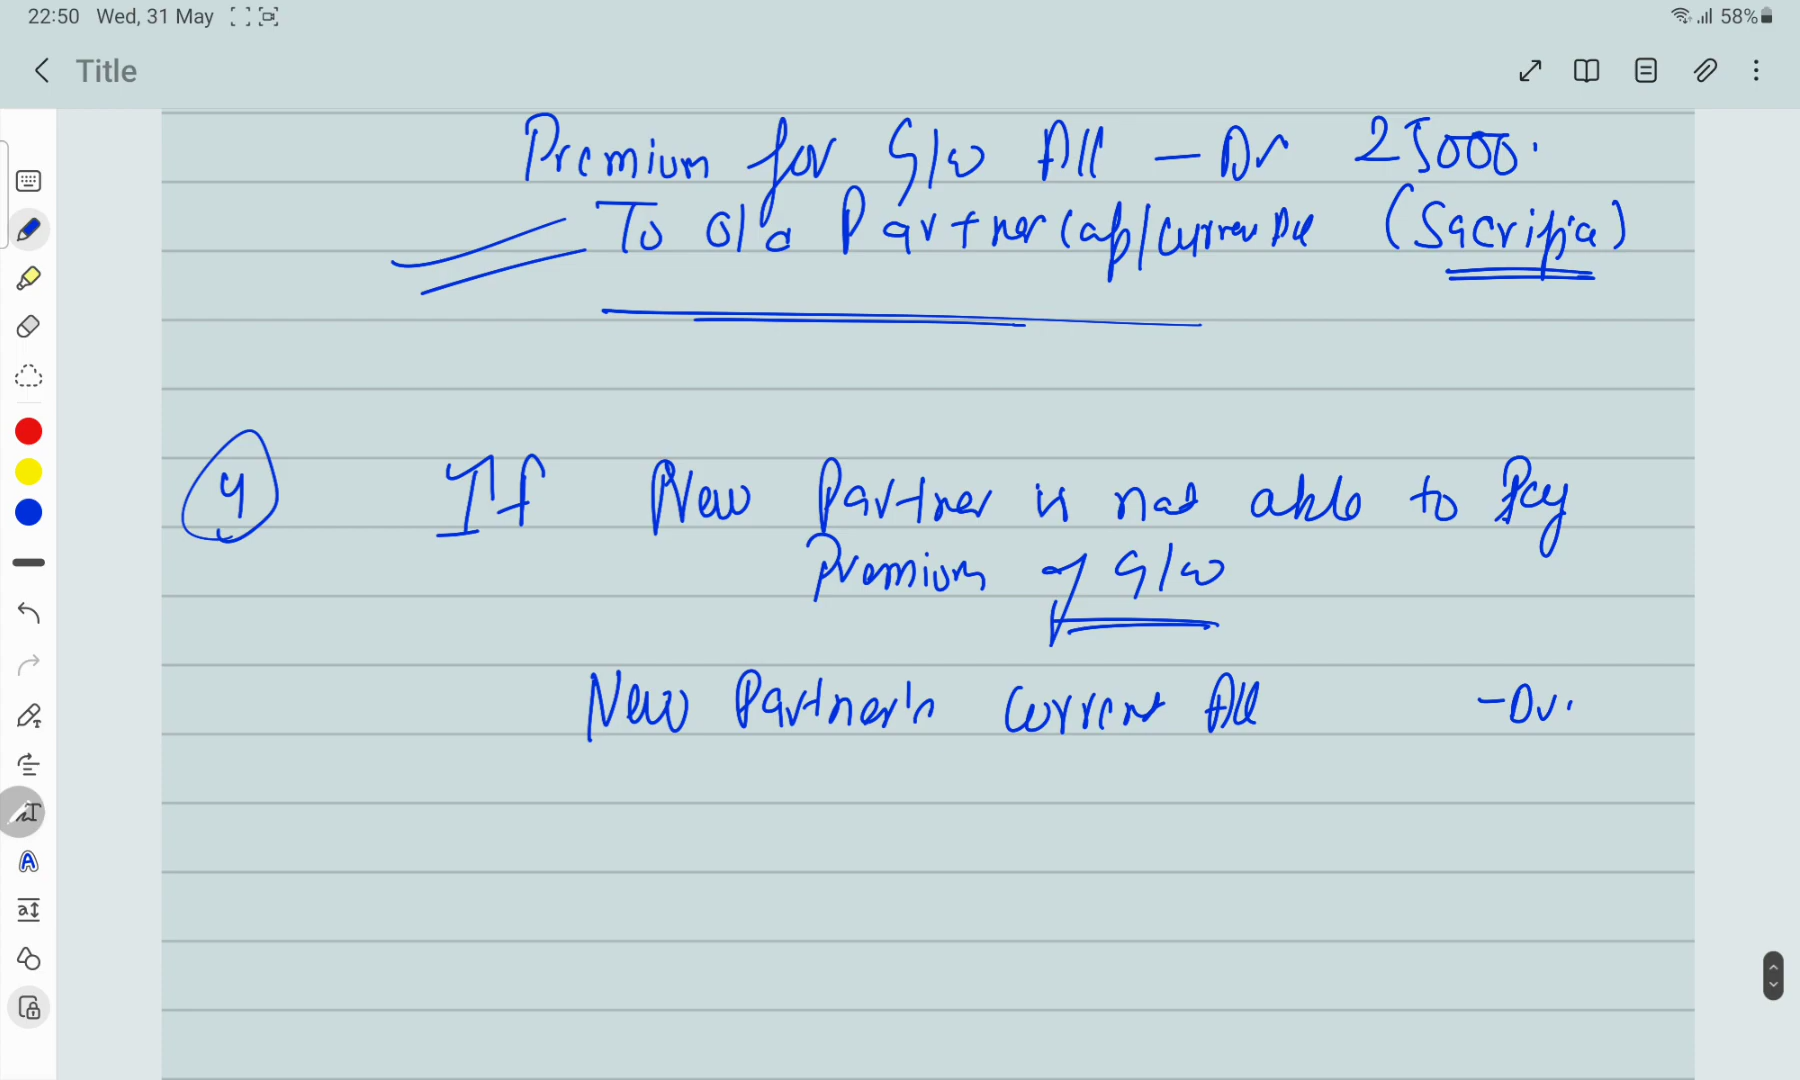 22:50 Wed, 31 May 58%
Title
Premium for G/w A/c - Dr 25000.
To old Partner Cap/Current A/c (Sacrifice)
4 If New Partner is not able to Pay
Premium of G/w
New Partner's Current A/c - Dr.